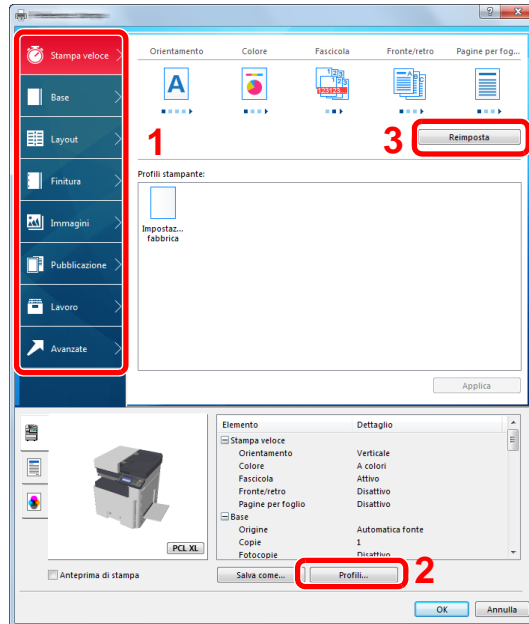 Stampa veloce
Base
Layout
Finitura
Immagini
Pubblicazione
Lavoro
Avanzate
1
Orientamento Colore Fascicola Fronte/retro Pagine per fog...
A
123123
3
Reimposta
Profili stampante:
Impostaz...
fabbrica
Applica
Elemento Dettaglio
Stampa veloce
Orientamento Verticale
Colore A colori
Fascicola Attivo
Fronte/retro Disattivo
Pagine per foglio Disattivo
Base
Origine Automatica fonte
Copie 1
Fotocopie Disattivo
PCL XL
Anteprima di stampa
Salva come...
Profili...
2
OK
Annulla